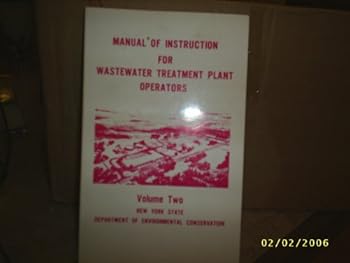 MANUAL OF INSTRUCTION
FOR
WASTEWATER TREATMENT PLANT
OPERATORS
Volume Two
NEW YORK STATE
DEPARTMENT OF ENVIRONMENTAL CONSERVATION
02/02/2006